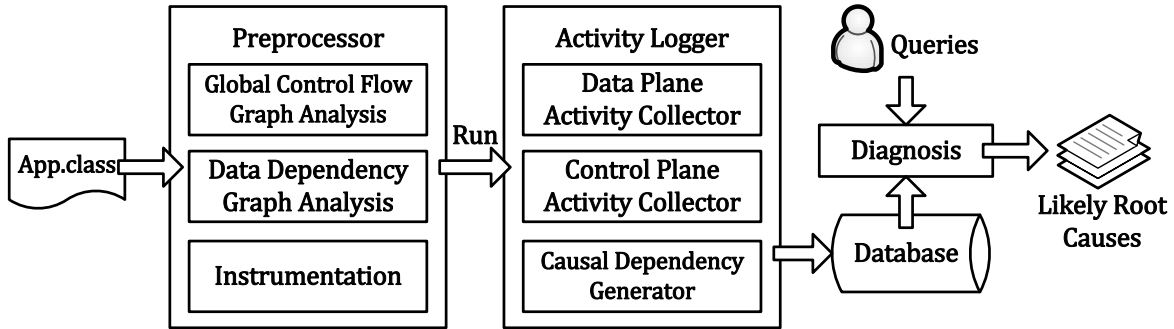 App.class
Preprocessor
Global Control Flow
Graph Analysis
Data Dependency
Graph Analysis
Instrumentation
Run
Activity Logger
Data Plane
Activity Collector
Control Plane
Activity Collector
Causal Dependency
Generator
Queries
Diagnosis
Database
Likely Root
Causes